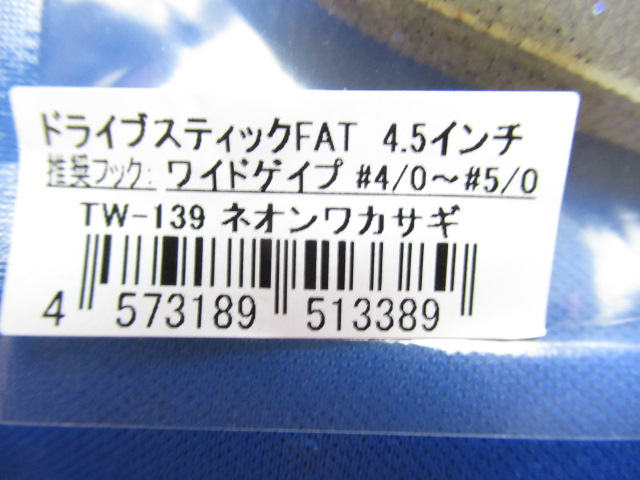 ドライブスティックFAT 4.5インチ
推奨フック: ワイドゲイプ #4/0～#5/0
TW-139 ネオンワカサギ
4 573189 513389